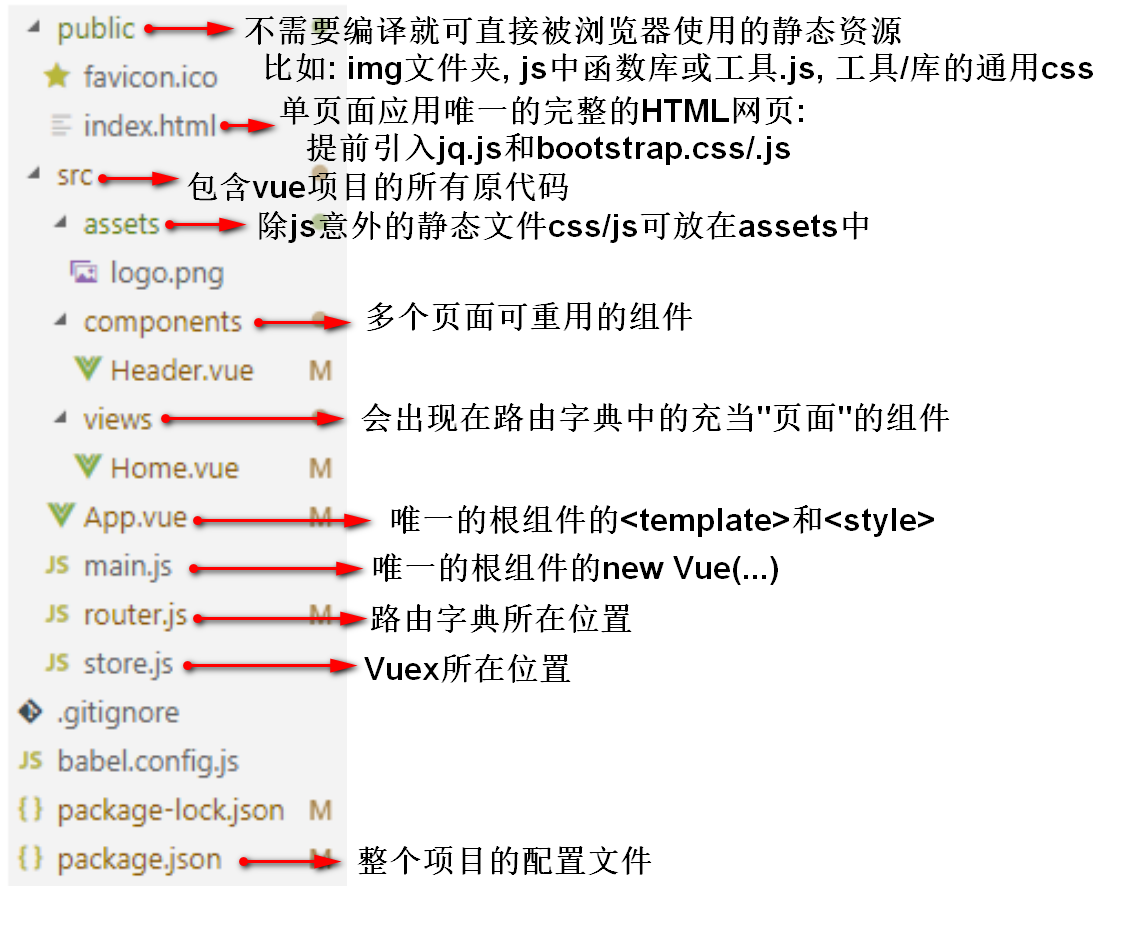 public 不需要编译就可直接被浏览器使用的静态资源
favicon.ico 比如: img文件夹, js中函数库或工具.js, 工具/库的通用css
index.html 单页面应用唯一的完整的HTML网页:
提前引入jq.js和bootstrap.css/.js
src 包含vue项目的所有原代码
assets 除js意外的静态文件css/js可放在assets中
logo.png
components 多个页面可重用的组件
Header.vue M
views 会出现在路由字典中的充当"页面"的组件
Home.vue M
App.vue M 唯一的根组件的<template>和<style>
JS main.js 唯一的根组件的new Vue(...)
JS router.js M 路由字典所在位置
JS store.js Vuex所在位置
.gitignore
JS babel.config.js
{} package-lock.json M
{} package.json M 整个项目的配置文件